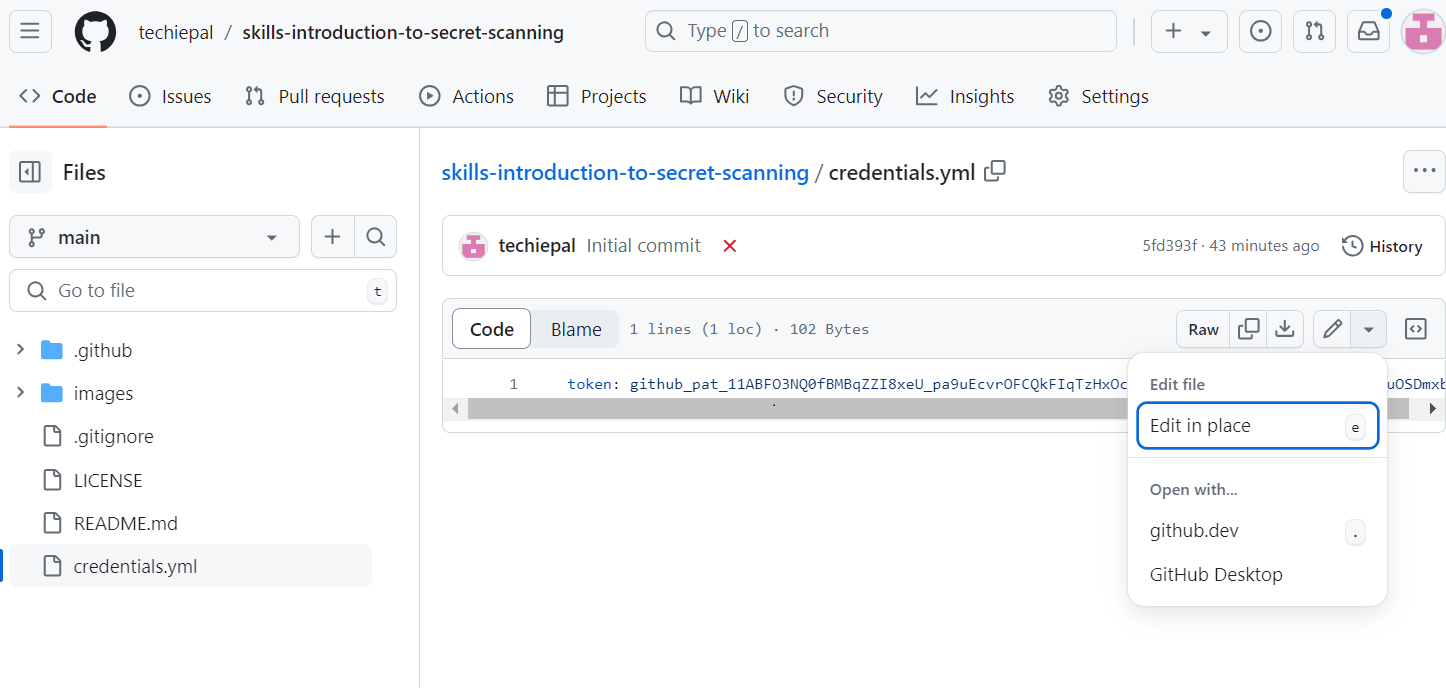 techiepal / skills-introduction-to-secret-scanning
Type / to search
Code
Issues
Pull requests
Actions
Projects
Wiki
Security
Insights
Settings
Files
main
Go to file
t
.github
images
.gitignore
LICENSE
README.md
credentials.yml
skills-introduction-to-secret-scanning / credentials.yml
techiepal Initial commit
5fd393f · 43 minutes ago
History
Code
Blame
1 lines (1 loc) · 102 Bytes
Raw
1 token: github_pat_11ABFO3NQ0fBMBqZZI8xeU_pa9uEcvrOFCQkFIqTzHxOc uOSDmxb
Edit file
Edit in place e
Open with...
github.dev .
GitHub Desktop